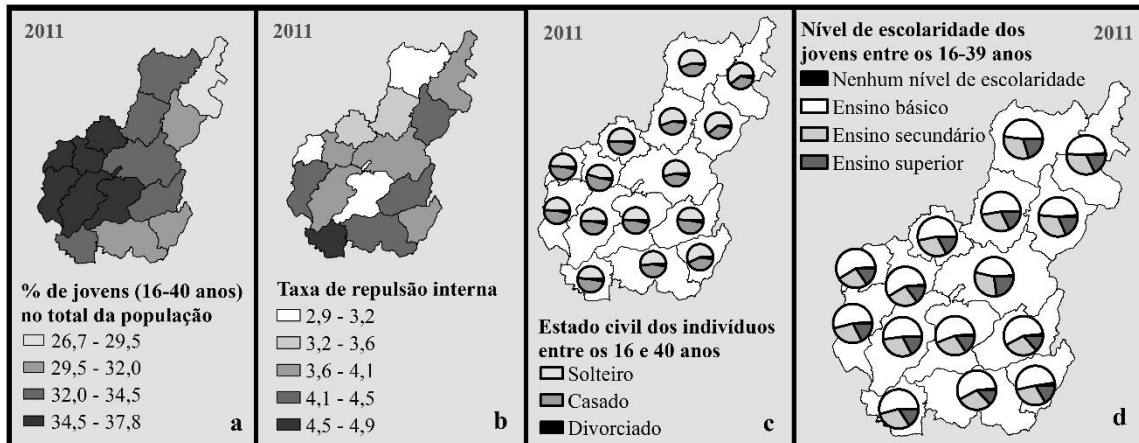 2011
% de jovens (16-40 anos)
no total da população
26,7 - 29,5
29,5 - 32,0
32,0 - 34,5
34,5 - 37,8
a
2011
Taxa de repulsão interna
2,9 - 3,2
3,2 - 3,6
3,6 - 4,1
4,1 - 4,5
4,5 - 4,9
b
2011
Estado civil dos indivíduos
entre os 16 e 40 anos
Solteiro
Casado
Divorciado
c
Nível de escolaridade dos
jovens entre os 16-39 anos
2011
Nenhum nível de escolaridade
Ensino básico
Ensino secundário
Ensino superior
d